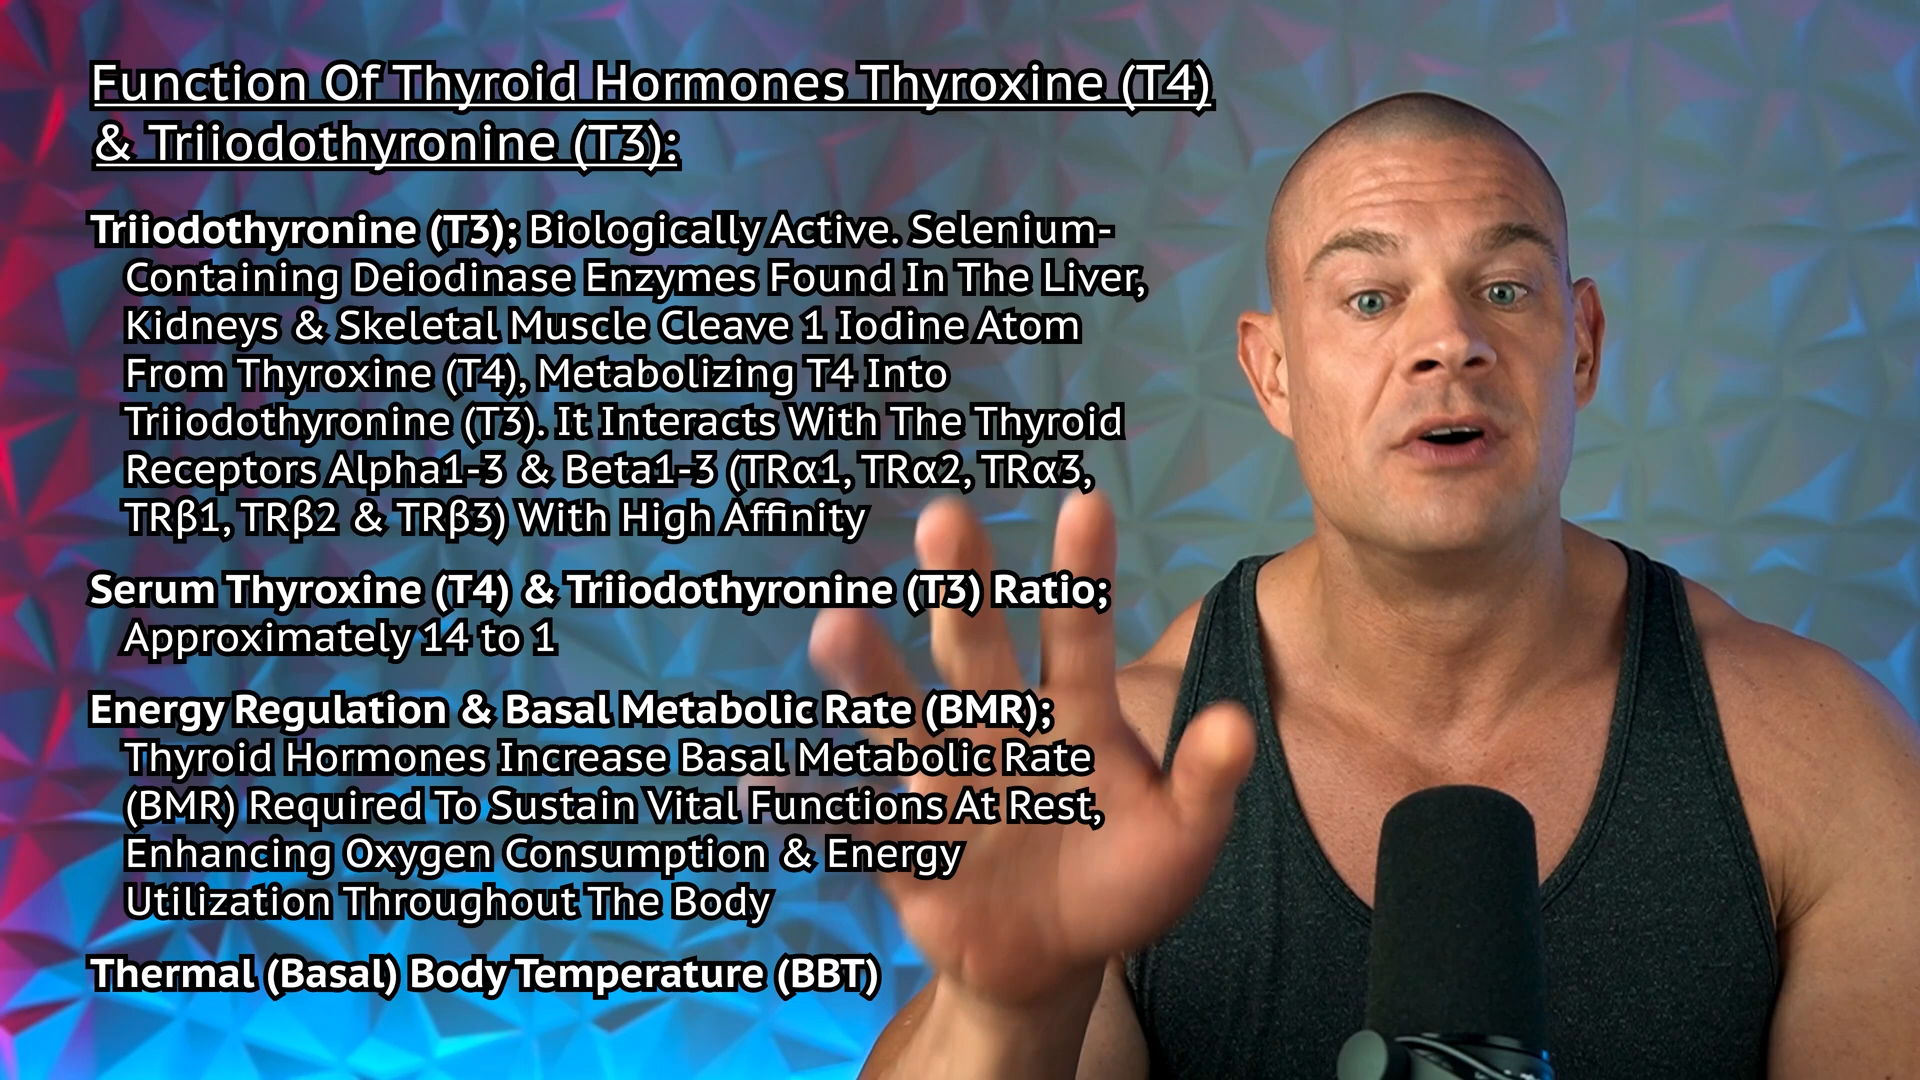 Function Of Thyroid Hormones Thyroxine (T4)
& Triiodothyronine (T3):
Triiodothyronine (T3); Biologically Active. Selenium-
Containing Deiodinase Enzymes Found In The Liver,
Kidneys & Skeletal Muscle Cleave 1 Iodine Atom
From Thyroxine (T4), Metabolizing T4 Into
Triiodothyronine (T3). It Interacts With The Thyroid
Receptors Alpha1-3 & Beta1-3 (TRα1, TRα2, TRα3,
TRβ1, TRβ2 & TRβ3) With High Affinity
Serum Thyroxine (T4) & Triiodothyronine (T3) Ratio;
Approximately 14 to 1
Energy Regulation & Basal Metabolic Rate (BMR);
Thyroid Hormones Increase Basal Metabolic Rate
(BMR) Required To Sustain Vital Functions At Rest,
Enhancing Oxygen Consumption & Energy
Utilization Throughout The Body
Thermal (Basal) Body Temperature (BBT)